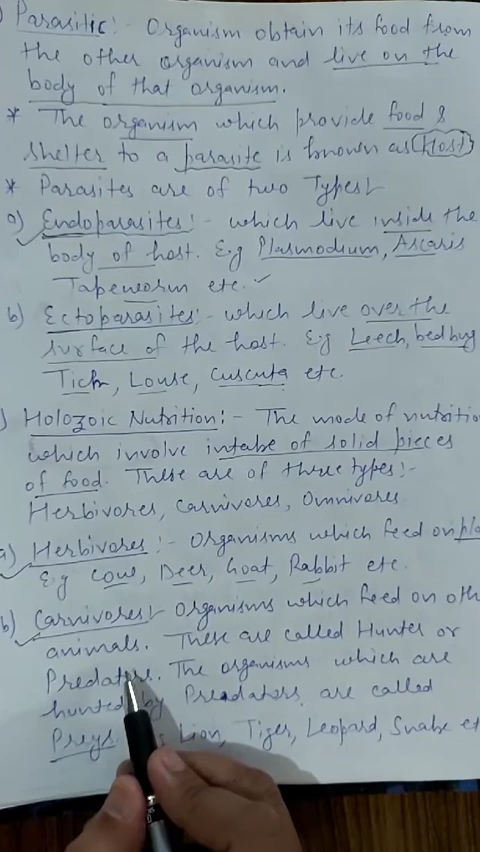 Parasitic:- Organism obtain its food from
the other organism and live on the
body of that organism.
* The organism which provide food &
shelter to a parasite is known as (Host)
* Parasites are of two Types:-
a) Endoparasites:- which live inside the
body of host. E.g Plasmodium, Ascaris
Tapeworm etc.
b) Ectoparasites:- which live over the
surface of the host. E.g Leech, bed bug
Tick, Louse, Cuscuta etc.
) Holozoic Nutrition:- The mode of nutritio
which involve intake of solid pieces
of food. These are of three types:-
Herbivores, Carnivores, Omnivores
a) Herbivores:- Organisms which feed on pla
E.g Cow, Deer, Goat, Rabbit etc.
b) Carnivores:- Organisms which feed on oth
animals. These are called Hunter or
Predators. The organisms which are
hunted by Predators are called
Preys. Lion, Tiger, Leopard, Snake et